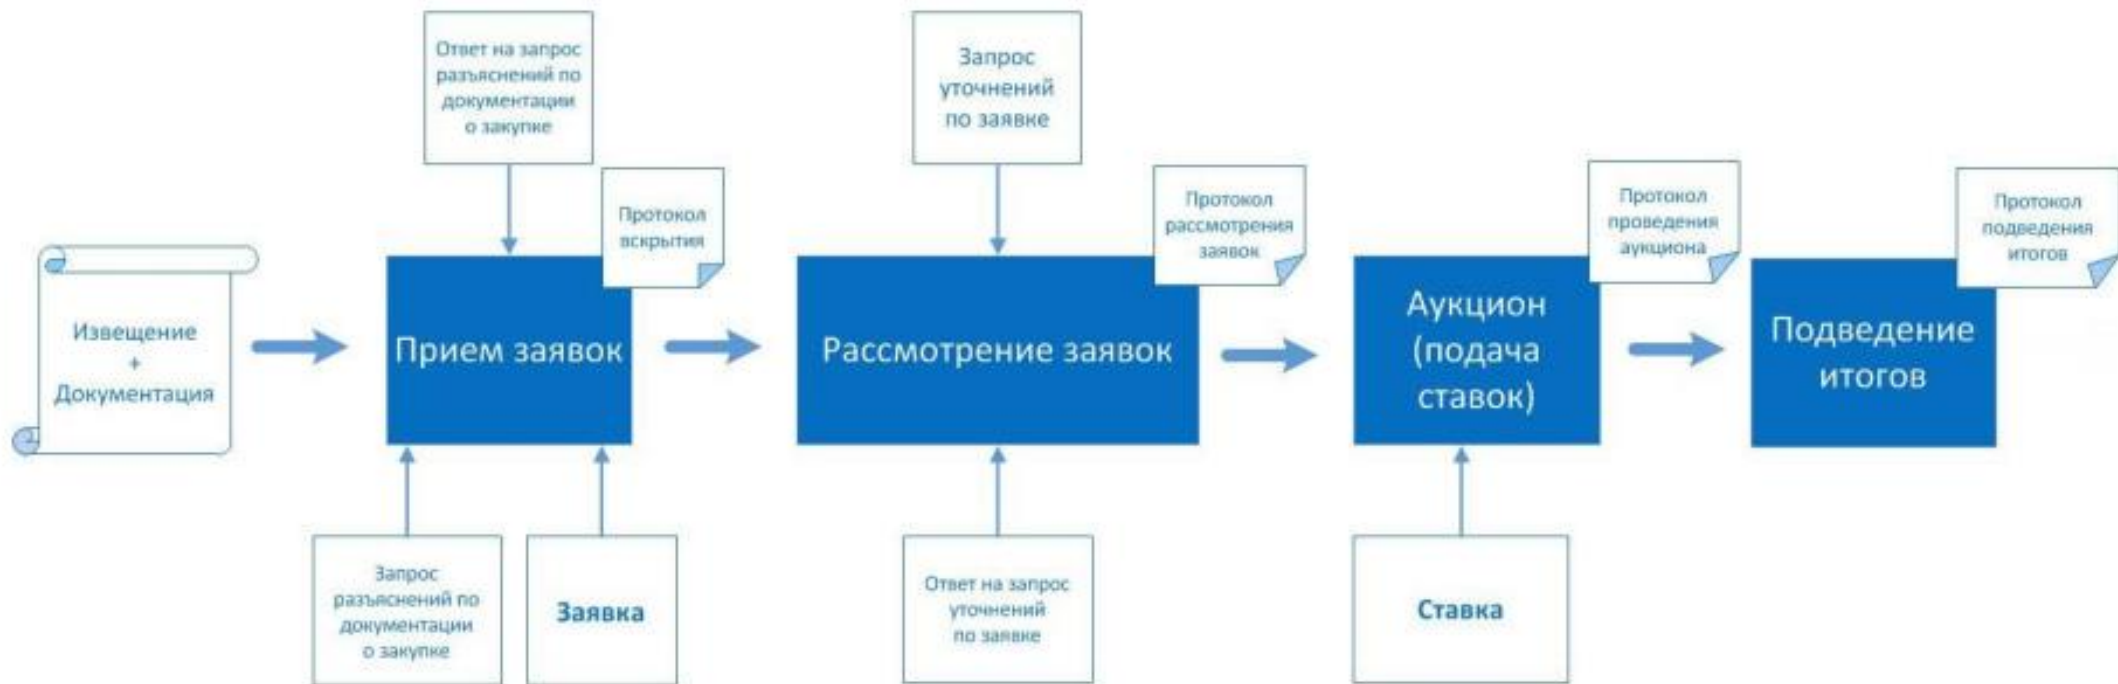 Ответ на запрос
разъяснений по
документации
о закупке
Запрос
уточнений
по заявке
Протокол
вскрытия
Протокол
рассмотрения
заявок
Протокол
проведения
аукциона
Протокол
подведения
итогов
Извещение
+
Документация
Прием заявок
Рассмотрение заявок
Аукцион
(подача
ставок)
Подведение
итогов
Запрос
разъяснений по
документации
о закупке
Заявка
Ответ на запрос
уточнений
по заявке
Ставка